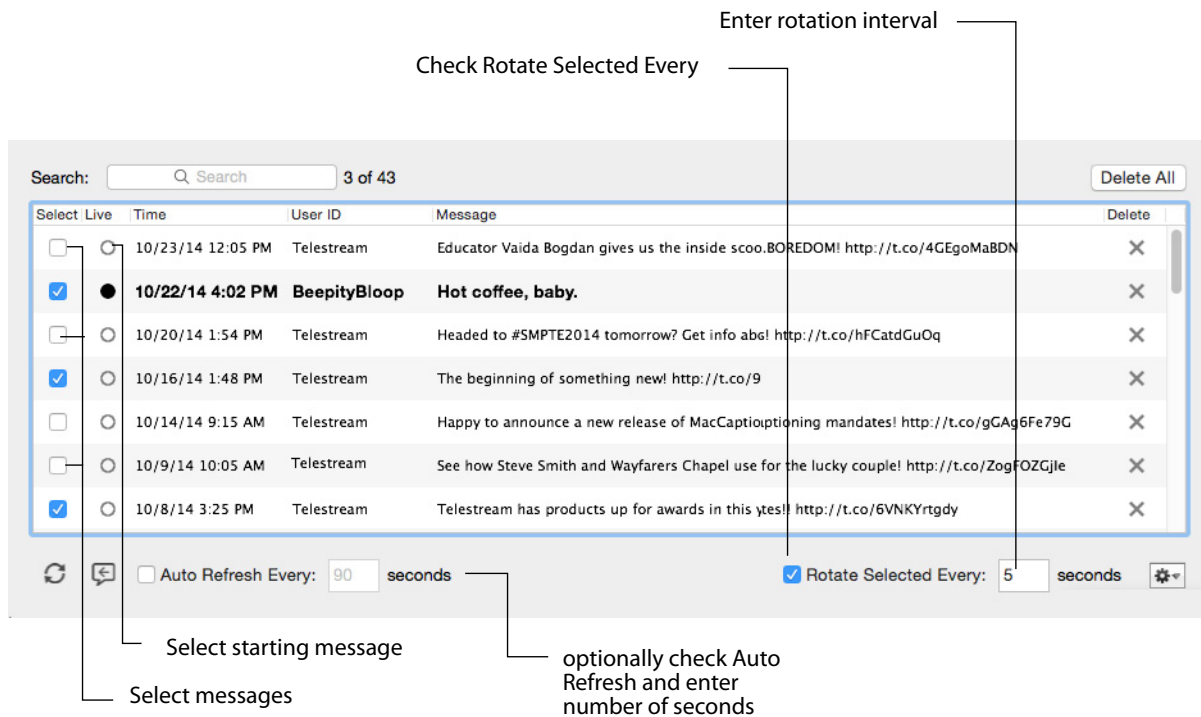 Enter rotation interval
Check Rotate Selected Every
Search: Search 3 of 43 Delete All
Select Live Time User ID Message Delete
10/23/14 12:05 PM Telestream Educator Vaida Bogdan gives us the inside scoo.BOREDOM! http://t.co/4GEgoMaBDN
10/22/14 4:02 PM BeepityBloop Hot coffee, baby.
10/20/14 1:54 PM Telestream Headed to #SMPTE2014 tomorrow? Get info abɢ! http://t.co/hFCatdGuOq
10/16/14 1:48 PM Telestream The beginning of something new! http://t.co/9
10/14/14 9:15 AM Telestream Happy to announce a new release of MacCaptiouptioning mandates! http://t.co/gGAg6Fe79G
10/9/14 10:05 AM Telestream See how Steve Smith and Wayfarers Chapel use for the lucky couple! http://t.co/ZogFOZGjIe
10/8/14 3:25 PM Telestream Telestream has products up for awards in this ytes!! http://t.co/6VNKYrtgdy
Auto Refresh Every: 90 seconds Rotate Selected Every: 5 seconds
Select starting message
Select messages
optionally check Auto
Refresh and enter
number of seconds